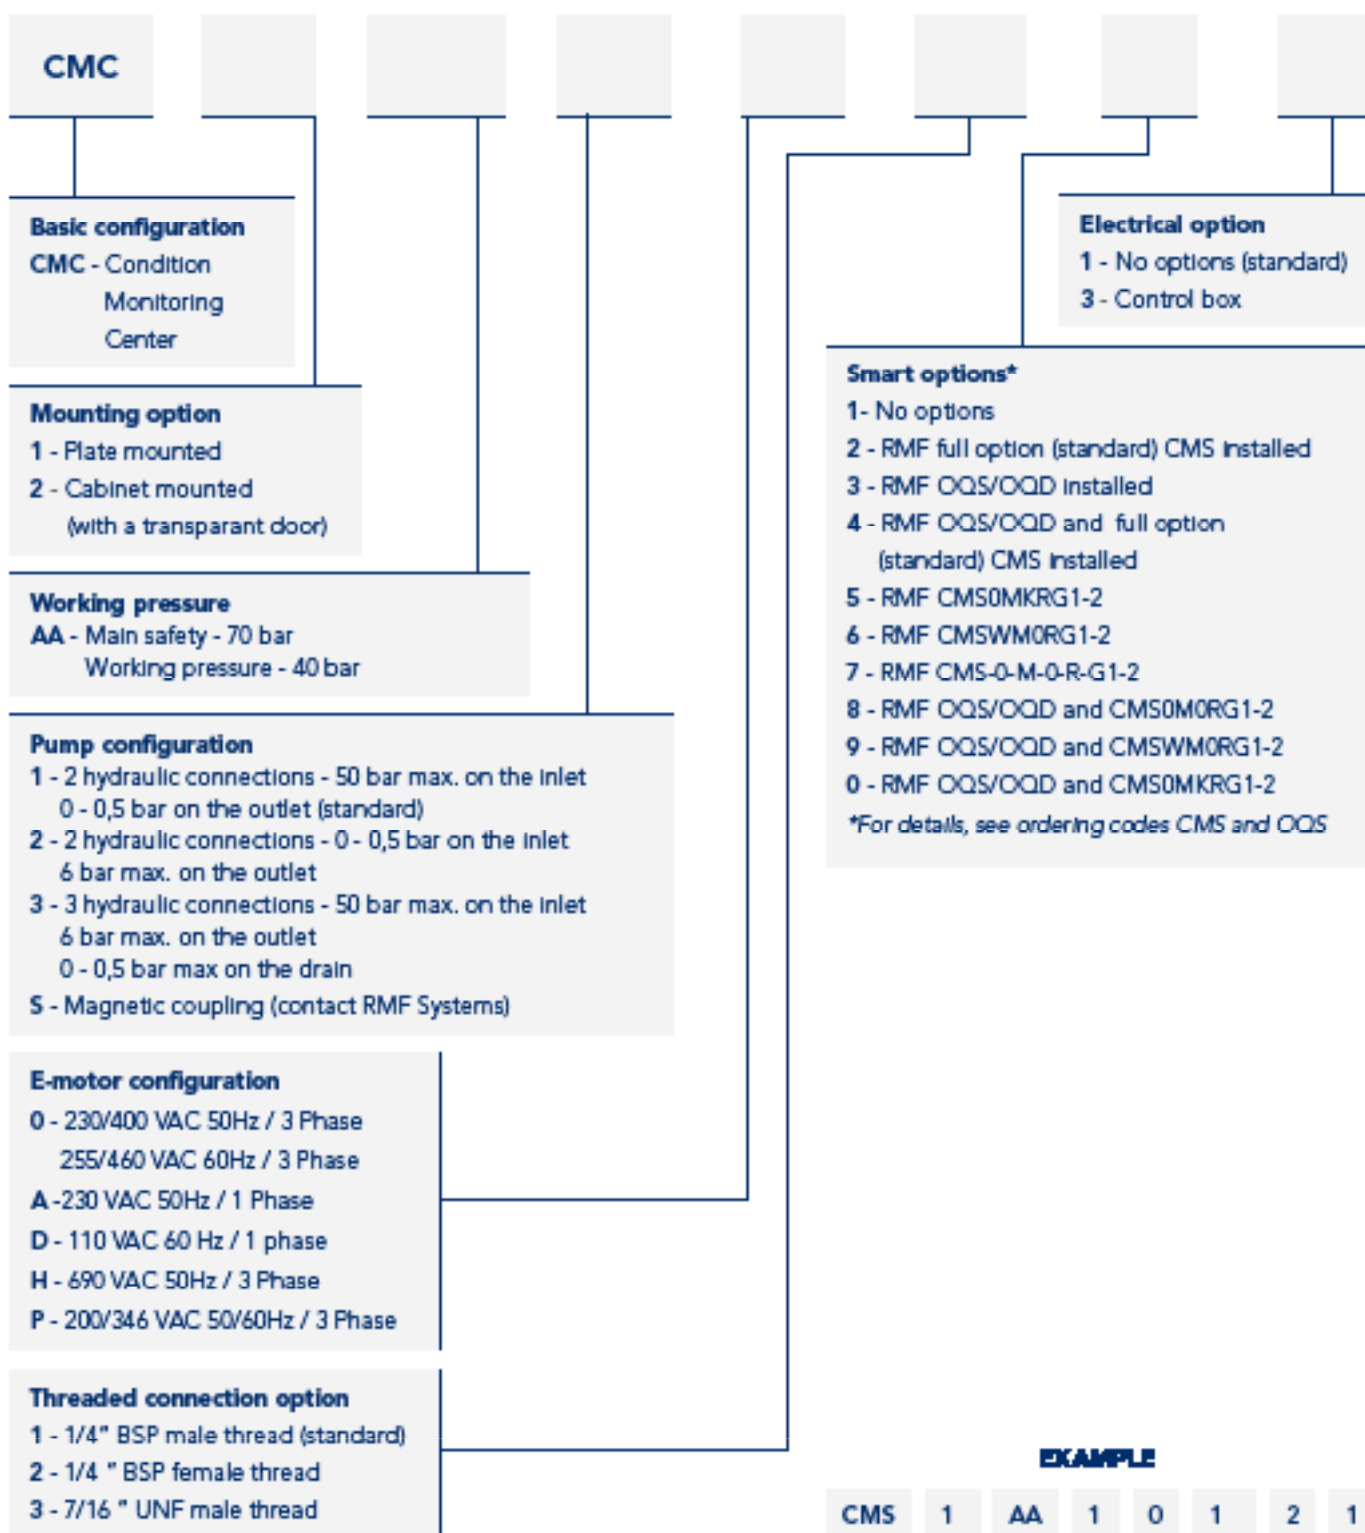 CMC
Basic configuration
CMC - Condition
Monitoring
Center
Mounting option
1 - Plate mounted
2 - Cabinet mounted
(with a transparant door)
Working pressure
AA - Main safety - 70 bar
Working pressure - 40 bar
Pump configuration
1 - 2 hydraulic connections - 50 bar max. on the inlet
0 - 0,5 bar on the outlet (standard)
2 - 2 hydraulic connections - 0 - 0,5 bar on the inlet
6 bar max. on the outlet
3 - 3 hydraulic connections - 50 bar max. on the inlet
6 bar max. on the outlet
0 - 0,5 bar max on the drain
S - Magnetic coupling (contact RMF Systems)
E-motor configuration
0 - 230/400 VAC 50Hz / 3 Phase
255/460 VAC 60Hz / 3 Phase
A -230 VAC 50Hz / 1 Phase
D - 110 VAC 60 Hz / 1 phase
H - 690 VAC 50Hz / 3 Phase
P - 200/346 VAC 50/60Hz / 3 Phase
Threaded connection option
1 - 1/4" BSP male thread (standard)
2 - 1/4 " BSP female thread
3 - 7/16 " UNF male thread
Electrical option
1 - No options (standard)
3 - Control box
Smart options*
1- No options
2 - RMF full option (standard) CMS installed
3 - RMF OQS/OQD installed
4 - RMF OQS/OQD and full option
(standard) CMS installed
5 - RMF CMS0MKRG1-2
6 - RMF CMSWM0RG1-2
7 - RMF CMS-0-M-0-R-G1-2
8 - RMF OQS/OQD and CMS0M0RG1-2
9 - RMF OQS/OQD and CMSWM0RG1-2
0 - RMF OQS/OQD and CMS0MKRG1-2
*For details, see ordering codes CMS and OQS
EXAMPLE
CMS 1 AA 1 0 1 2 1